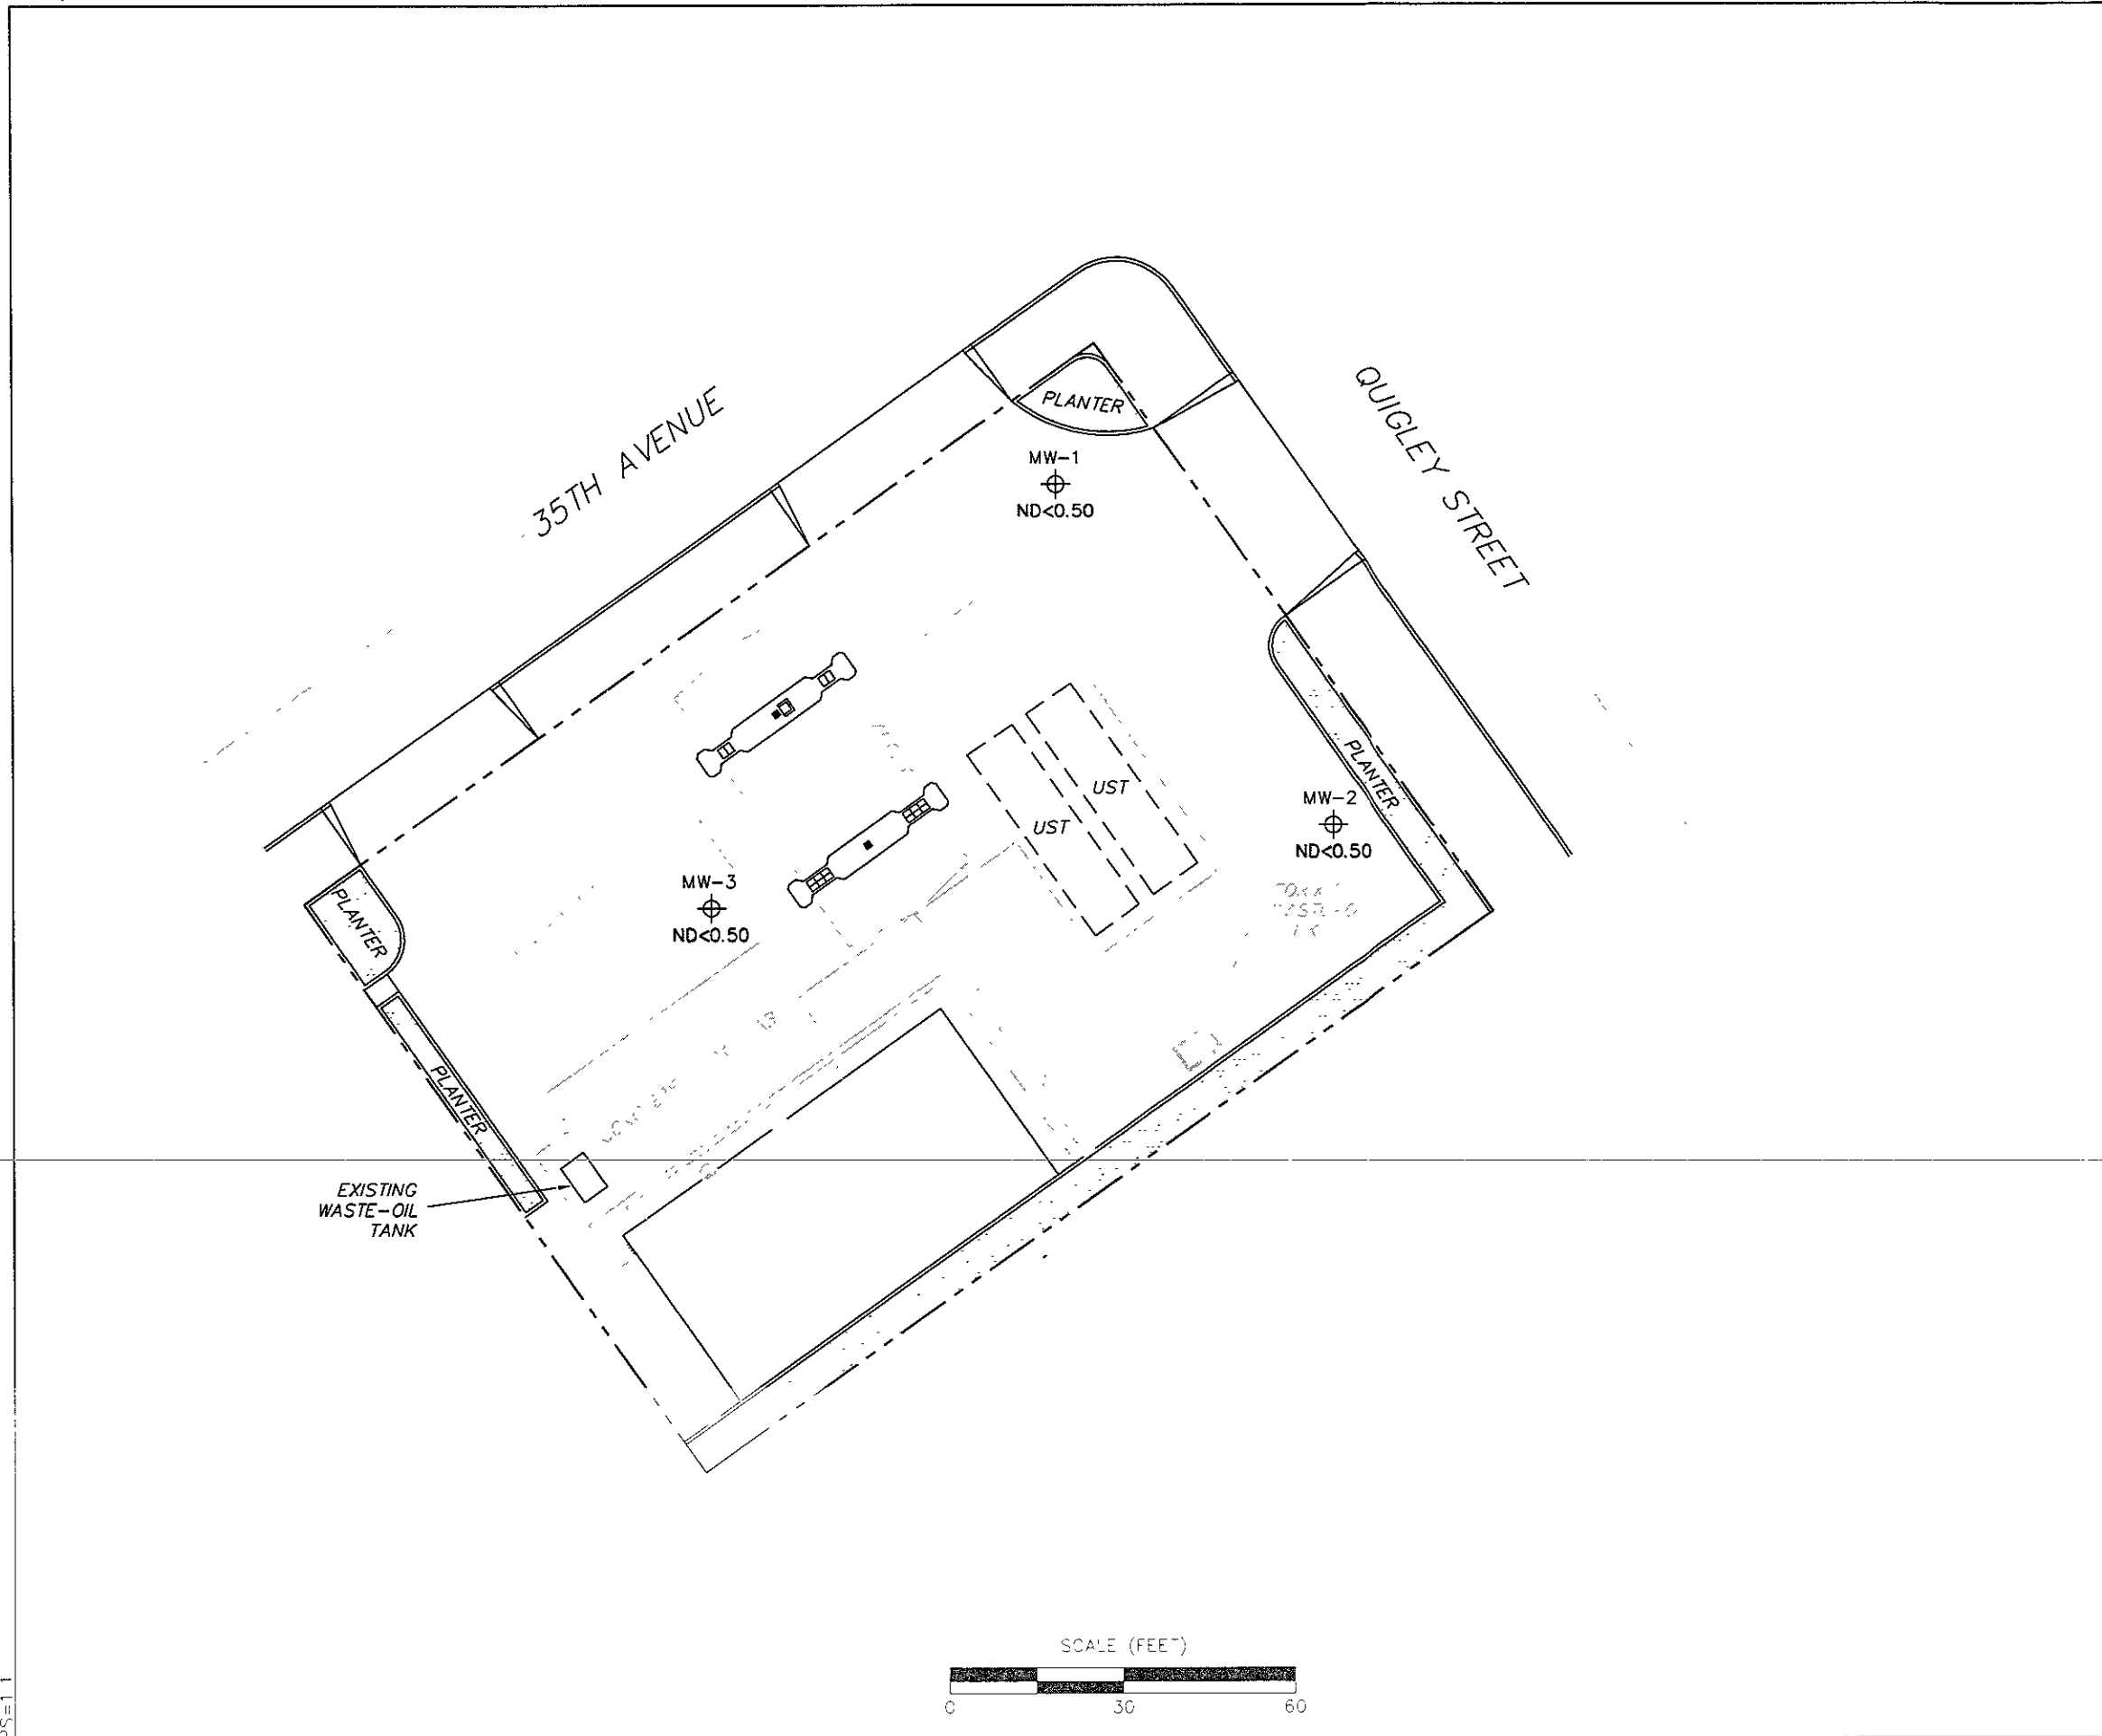 35TH AVENUE
QUIGLEY STREET
PLANTER
MW-1
ND<0.50
PLANTER
UST
UST
MW-2
ND<0.50
MW-3
ND<0.50
PLANTER
PLANTER
EXISTING
WASTE-OIL
TANK
SCALE (FEET)
0
30
60